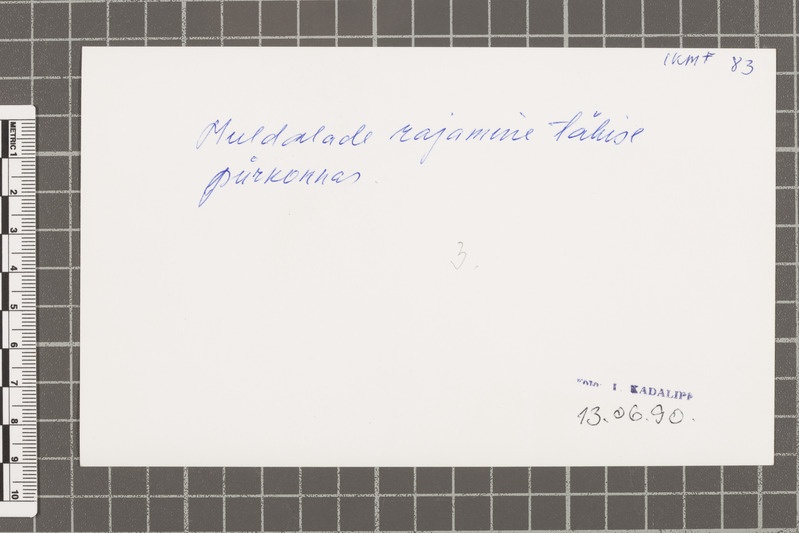 IKMF 83
Muldalade rajamine Tähise
piirkonnas.
3.
Foto: I. KADALIPP
13.06.90.
METRIC 1
2
3
4
5
6
7
8
9
10